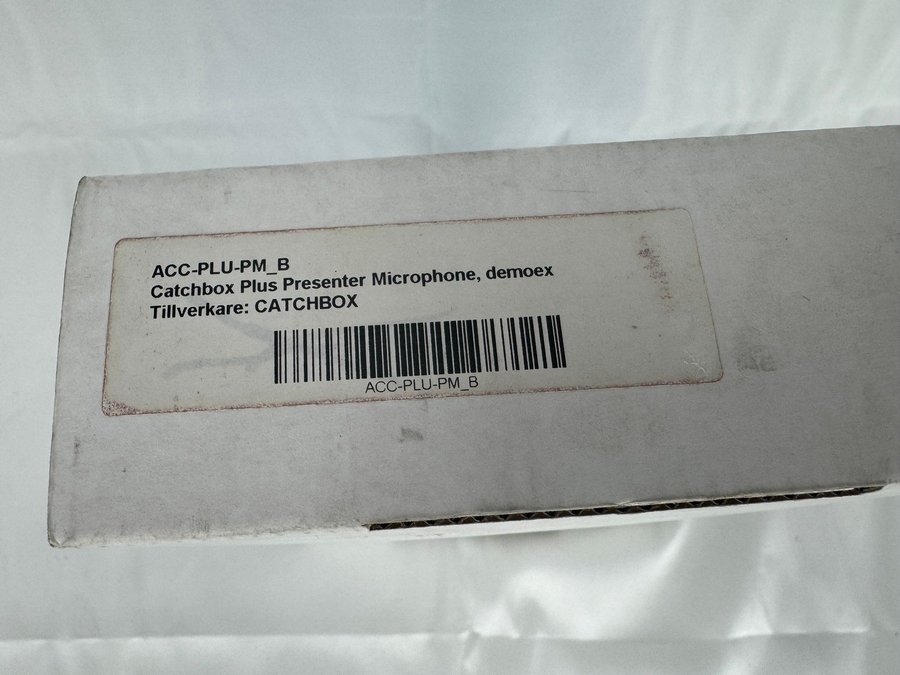 ACC-PLU-PM_B
Catchbox Plus Presenter Microphone, demoex
Tillverkare: CATCHBOX
ACC-PLU-PM_B